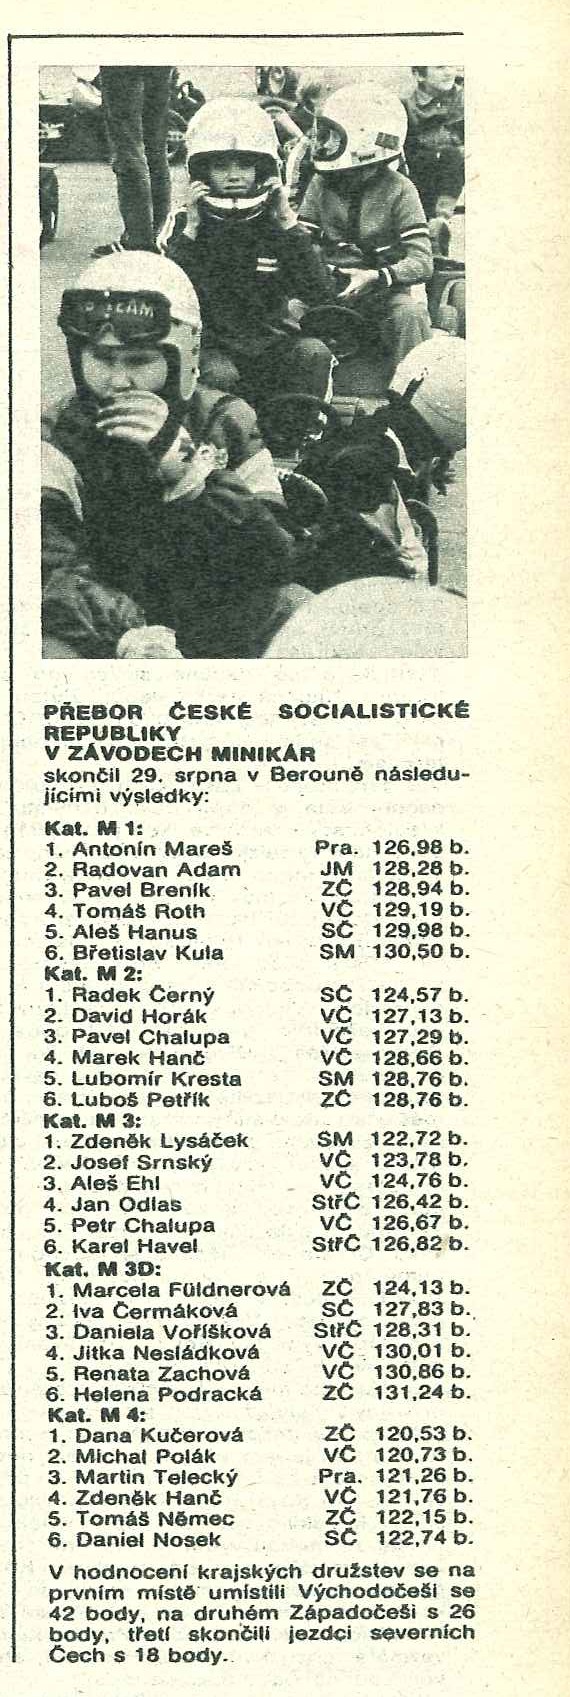 PŘEBOR ČESKÉ SOCIALISTICKÉ
REPUBLIKY
V ZÁVODECH MINIKÁR
skončil 29. srpna v Berouně následu-
jícími výsledky:
Kat. M 1:
1. Antonín Mareš Pra. 126,98 b.
2. Radovan Adam JM 128,28 b.
3. Pavel Breník ZČ 128,94 b.
4. Tomáš Roth VČ 129,19 b.
5. Aleš Hanus SČ 129,98 b.
6. Břetislav Kula SM 130,50 b.
Kat. M 2:
1. Radek Černý SČ 124,57 b.
2. David Horák VČ 127,13 b.
3. Pavel Chalupa VČ 127,29 b.
4. Marek Hanč VČ 128,66 b.
5. Lubomír Kresta SM 128,76 b.
6. Luboš Petřík ZČ 128,76 b.
Kat. M 3:
1. Zdeněk Lysáček SM 122,72 b.
2. Josef Srnský VČ 123,78 b.
3. Aleš Ehl VČ 124,76 b.
4. Jan Odlas StřČ 126,42 b.
5. Petr Chalupa VČ 126,67 b.
6. Karel Havel StřČ 126,82 b.
Kat. M 3D:
1. Marcela Füldnerová ZČ 124,13 b.
2. Iva Čermáková SČ 127,83 b.
3. Daniela Voříšková StřČ 128,31 b.
4. Jitka Nesládková VČ 130,01 b.
5. Renata Zachová VČ 130,86 b.
6. Helena Podracká ZČ 131,24 b.
Kat. M 4:
1. Dana Kučerová ZČ 120,53 b.
2. Michal Polák VČ 120,73 b.
3. Martin Telecký Pra. 121,26 b.
4. Zdeněk Hanč VČ 121,76 b.
5. Tomáš Němec ZČ 122,15 b.
6. Daniel Nosek SČ 122,74 b.
V hodnocení krajských družstev se na
prvním místě umístili Východočeši se
42 body, na druhém Západočeši s 26
body, třetí skončili jezdci severních
Čech s 18 body.